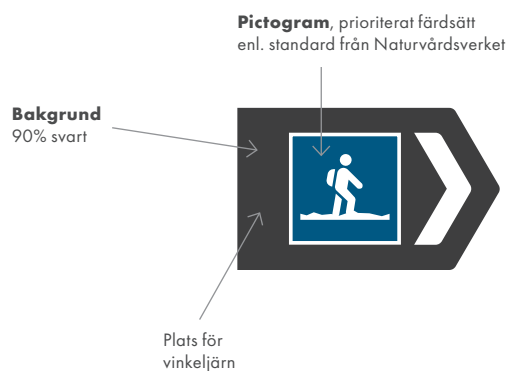 Pictogram, prioriterat färdsätt
enl. standard från Naturvårdsverket
Bakgrund
90% svart
Plats för
vinkeljärn